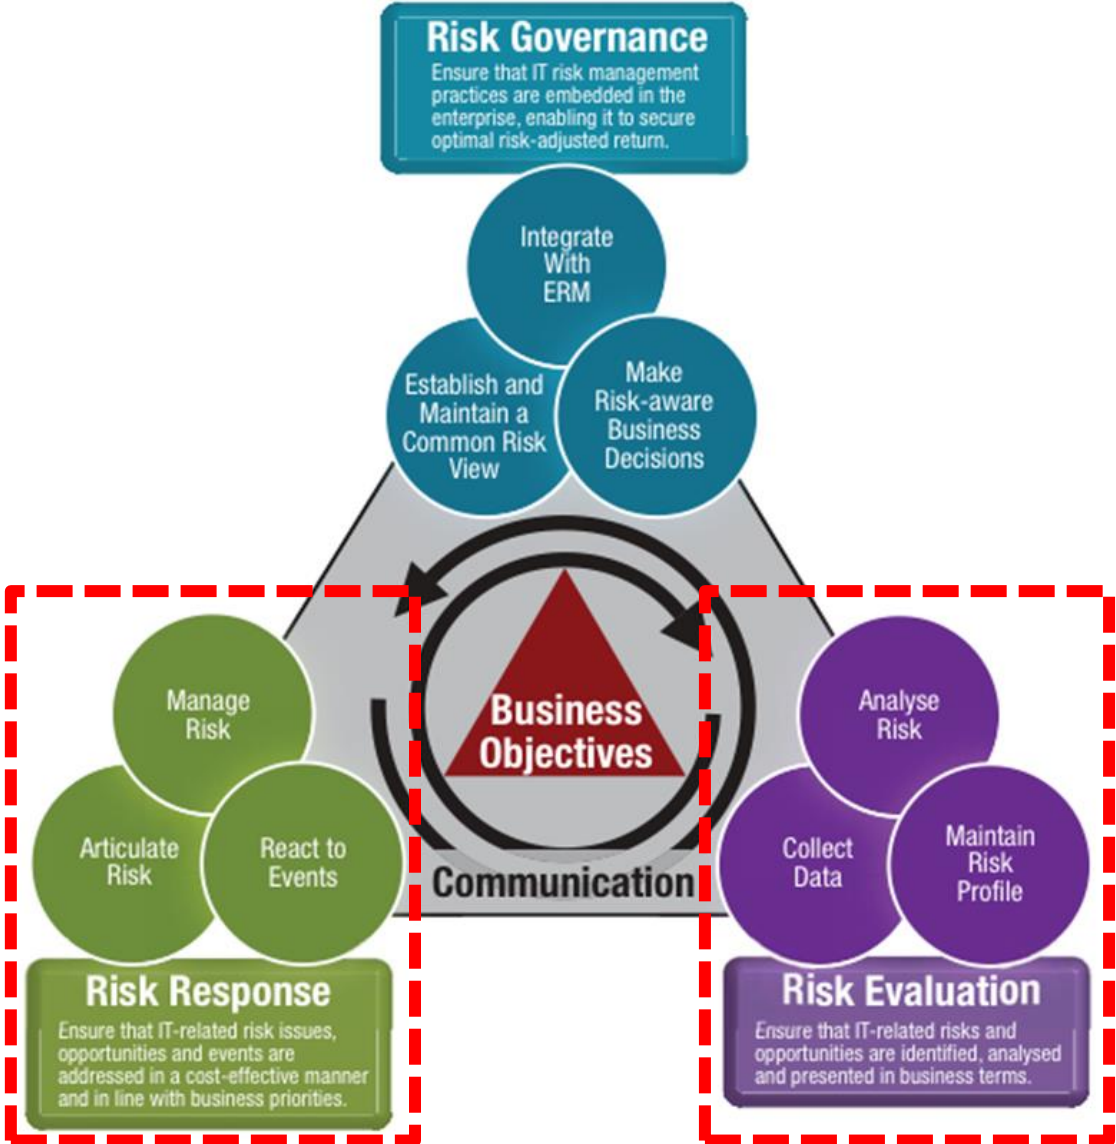 Risk Governance
Ensure that IT risk management
practices are embedded in the
enterprise, enabling it to secure
optimal risk-adjusted return.
Integrate
With
ERM
Establish and
Maintain a
Common Risk
View
Make
Risk-aware
Business
Decisions
Business
Objectives
Communication
Manage
Risk
Articulate
Risk
React to
Events
Risk Response
Ensure that IT-related risk issues,
opportunities and events are
addressed in a cost-effective manner
and in line with business priorities.
Analyse
Risk
Collect
Data
Maintain
Risk
Profile
Risk Evaluation
Ensure that IT-related risks and
opportunities are identified, analysed
and presented in business terms.